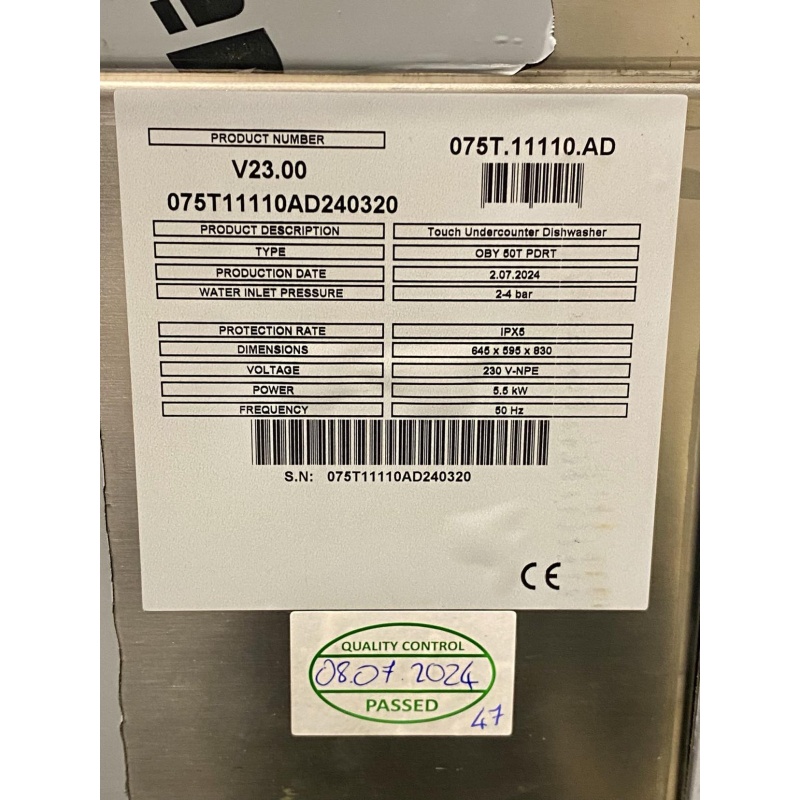 PRODUCT NUMBER
075T.11110.AD
V23.00
075T11110AD240320
PRODUCT DESCRIPTION Touch Undercounter Dishwasher
TYPE OBY 50T PDRT
PRODUCTION DATE 2.07.2024
WATER INLET PRESSURE 2-4 bar
PROTECTION RATE IPX5
DIMENSIONS 645 x 595 x 830
VOLTAGE 230 V-NPE
POWER 5.5 kW
FREQUENCY 50 Hz
S.N: 075T11110AD240320
CE
QUALITY CONTROL
08.07.2024
PASSED
47